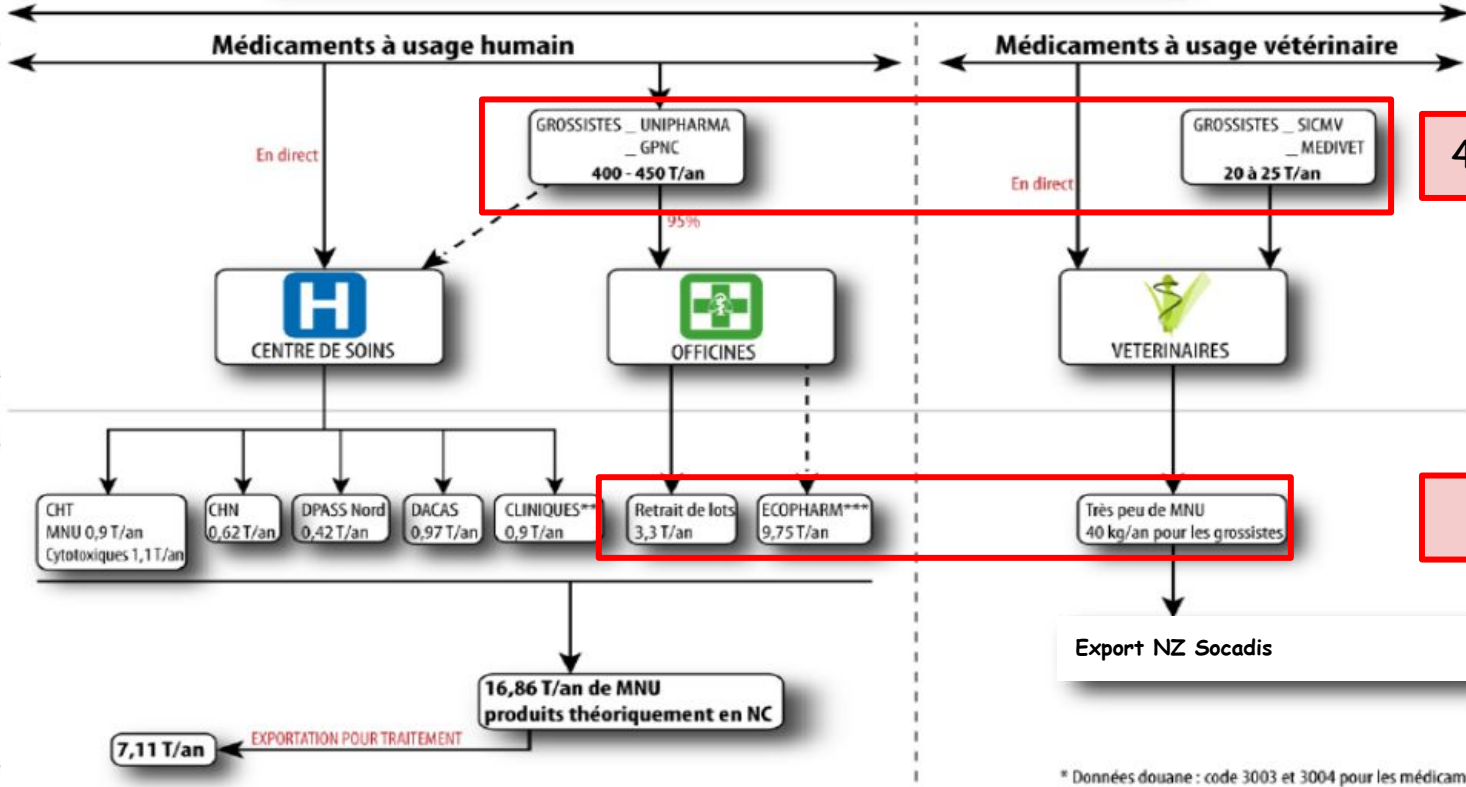 Médicaments à usage humain
Médicaments à usage vétérinaire
En direct
GROSSISTES _ UNIPHARMA
_ GPNC
400 - 450 T/an
En direct
GROSSISTES _ SICMV
_ MEDIVET
20 à 25 T/an
4
95%
H
CENTRE DE SOINS
OFFICINES
VETERINAIRES
CHT
MNU 0,9 T/an
Cytotoxiques 1,1 T/an
CHN
0,62 T/an
DPASS Nord
0,42 T/an
DACAS
0,97 T/an
CLINIQUES**
0,9 T/an
Retrait de lots
3,3 T/an
ECOPHARM***
9,75 T/an
Très peu de MNU
40 kg/an pour les grossistes
Export NZ Socadis
16,86 T/an de MNU
produits théoriquement en NC
EXPORTATION POUR TRAITEMENT
7,11 T/an
* Données douane : code 3003 et 3004 pour les médicam